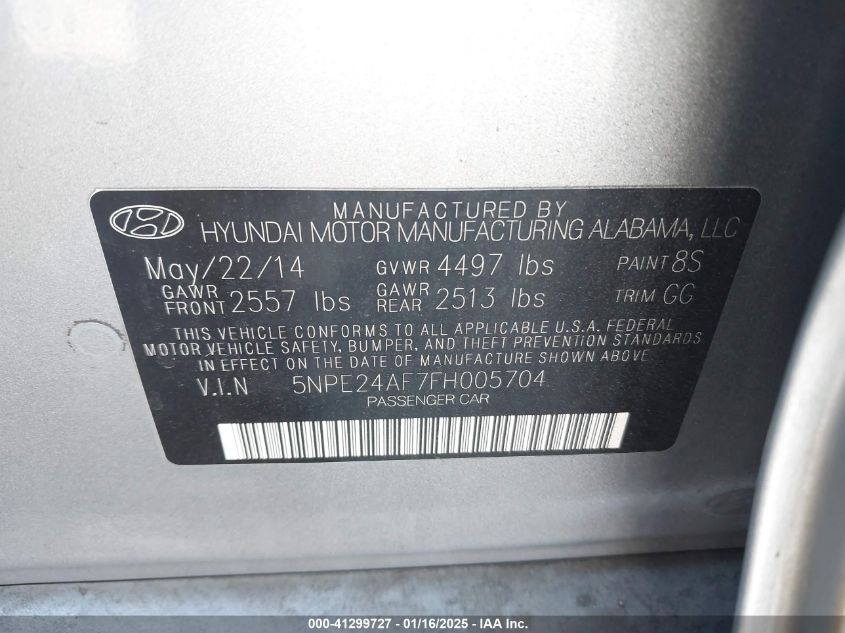 MANUFACTURED BY
HYUNDAI MOTOR MANUFACTURING ALABAMA, LLC
May/22/14 GVWR 4497 lbs PAINT 8S
GAWR FRONT 2557 lbs GAWR REAR 2513 lbs TRIM GG
THIS VEHICLE CONFORMS TO ALL APPLICABLE U.S.A. FEDERAL
MOTOR VEHICLE SAFETY, BUMPER, AND THEFT PREVENTION STANDARDS
IN EFFECT ON THE DATE OF MANUFACTURE SHOWN ABOVE
V.I.N 5NPE24AF7FH005704
PASSENGER CAR
000-41299727 - 01/16/2025 - IAA Inc.